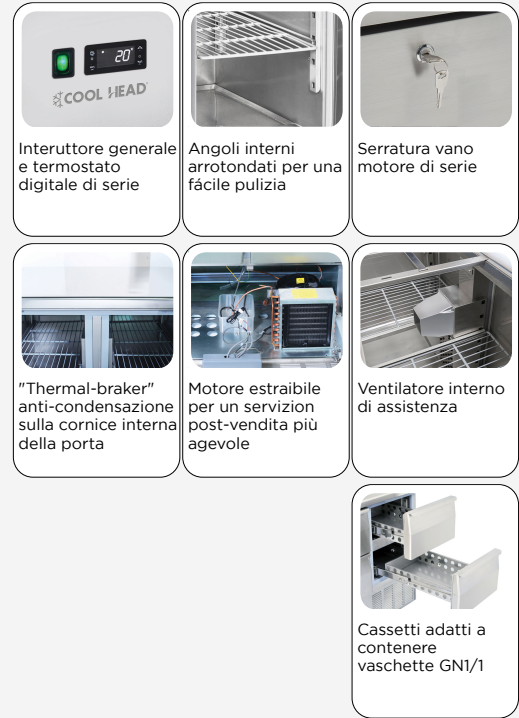 20°
COOL HEAD
Interuttore generale
e termostato
digitale di serie
Angoli interni
arrotondati per una
fácile pulizia
Serratura vano
motore di serie
"Thermal-braker"
anti-condensazione
sulla cornice interna
della porta
Motore estraibile
per un servizion
post-vendita più
agevole
Ventilatore interno
di assistenza
Cassetti adatti a
contenere
vaschette GN1/1